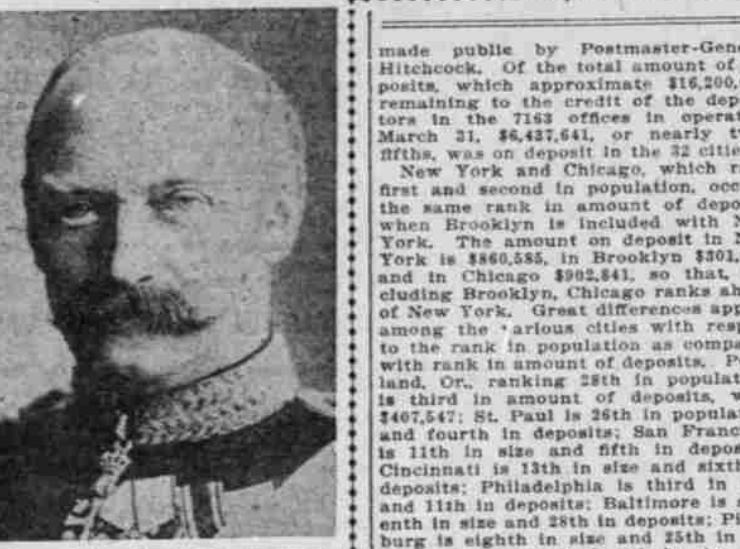 made publie by Postmaster-Gene
Hitchcock. Of the total amount of
posits, which approximate $16,200,
remaining to the credit of the dep
tors in the 7163 offices in operat
March 31, $6,437,641, or nearly t
fifths, was on deposit in the 32 citie
New York and Chicago, which r
first and second in population, occ
the same rank in amount of depo
when Brooklyn is included with N
York. The amount on deposit in N
York is $860,585, in Brooklyn $301,
and in Chicago $902,841, so that,
cluding Brooklyn, Chicago ranks ah
of New York. Great differences app
among the 'arious cities with resp
to the rank in population as compa
with rank in amount of deposits. Po
land, Or., ranking 28th in populat
is third in amount of deposits, w
$407,547; St. Paul is 26th in popula
and fourth in deposits; San Franc
is 11th in size and fifth in depos
Cincinnati is 13th in size and sixth
deposits; Philadelphia is third in
and 11th in deposits; Baltimore is s
enth in size and 28th in deposits; Pi
burg is eighth in size and 25th in